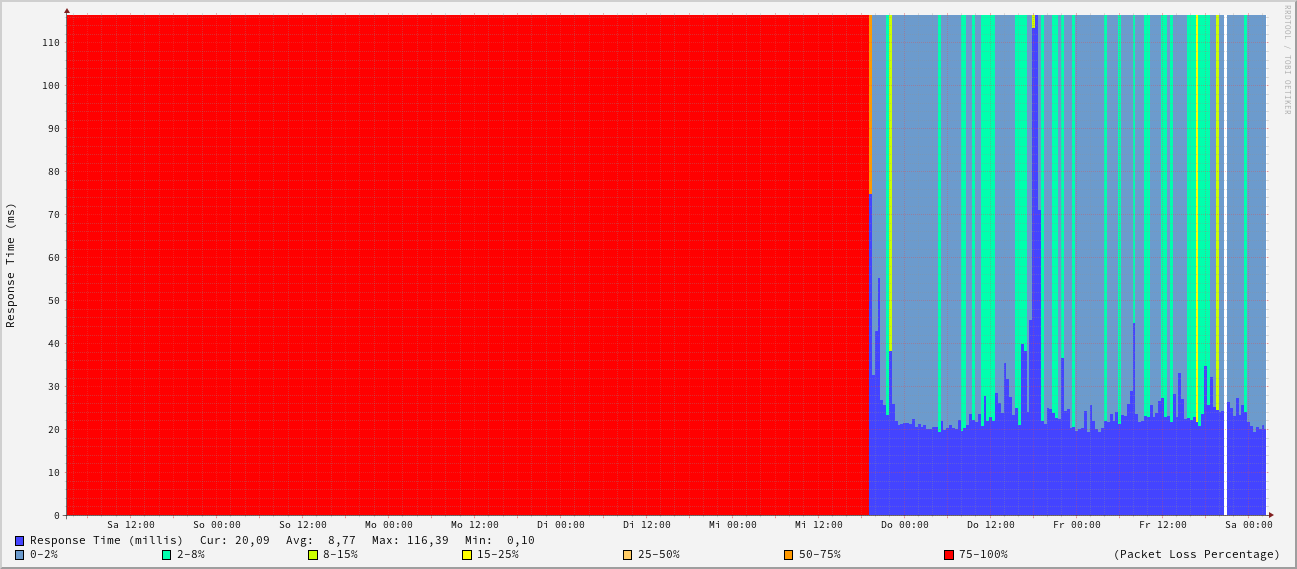 RRDTOOL / TOBI OETIKER
Response Time (ms)
110
100
90
80
70
60
50
40
30
20
10
0
Sa 12:00 So 00:00 So 12:00 Mo 00:00 Mo 12:00 Di 00:00 Di 12:00 Mi 00:00 Mi 12:00 Do 00:00 Do 12:00 Fr 00:00 Fr 12:00 Sa 00:00
Response Time (millis) Cur: 20,09 Avg: 8,77 Max: 116,39 Min: 0,10
0-2% 2-8% 8-15% 15-25% 25-50% 50-75% 75-100% (Packet Loss Percentage)